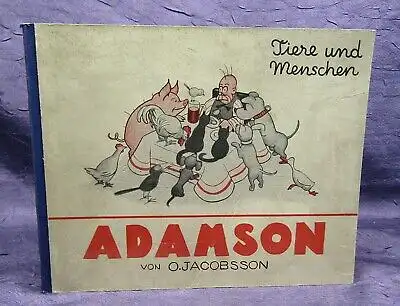 Tiere und
Menschen
ADAMSON
VON O.JACOBSSON